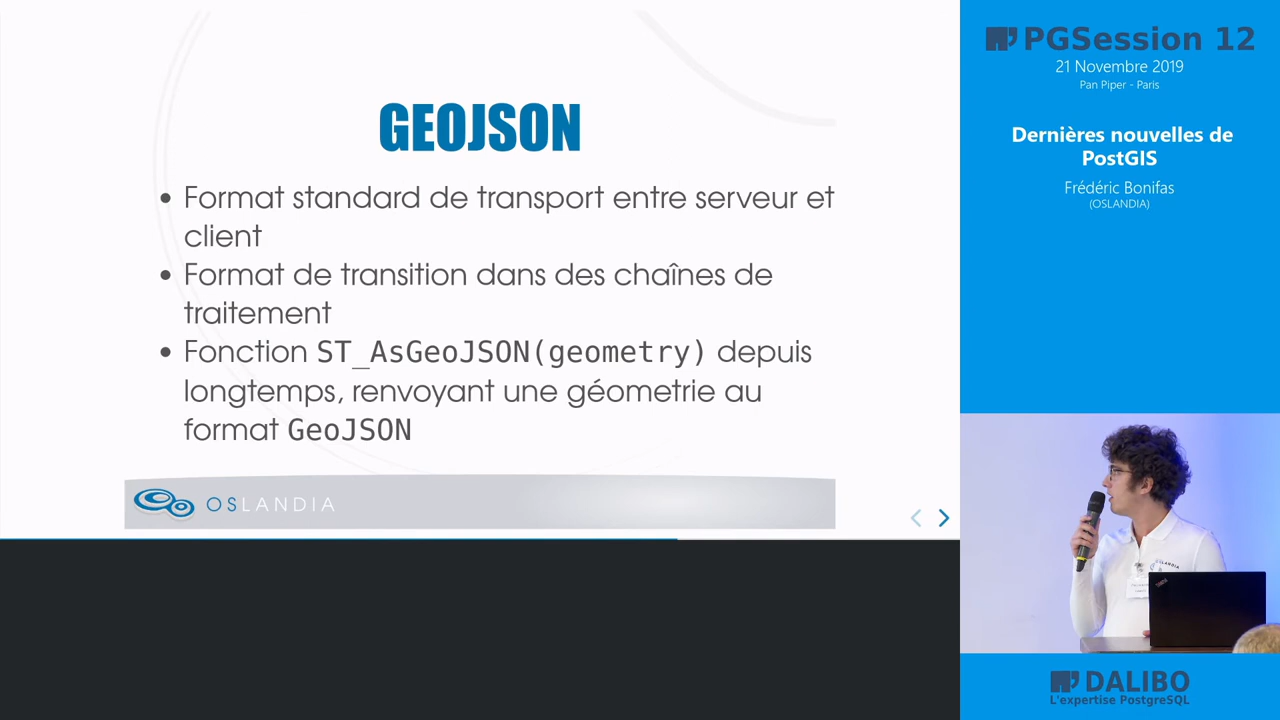 GEOJSON
• Format standard de transport entre serveur et
client
• Format de transition dans des chaînes de
traitement
• Fonction ST_AsGeoJSON(geometry) depuis
longtemps, renvoyant une géometrie au
format GeoJSON
OSLANDIA
PGSession 12
21 Novembre 2019
Pan Piper - Paris
Dernières nouvelles de
PostGIS
Frédéric Bonifas
(OSLANDIA)
DALIBO
L'expertise PostgreSQL